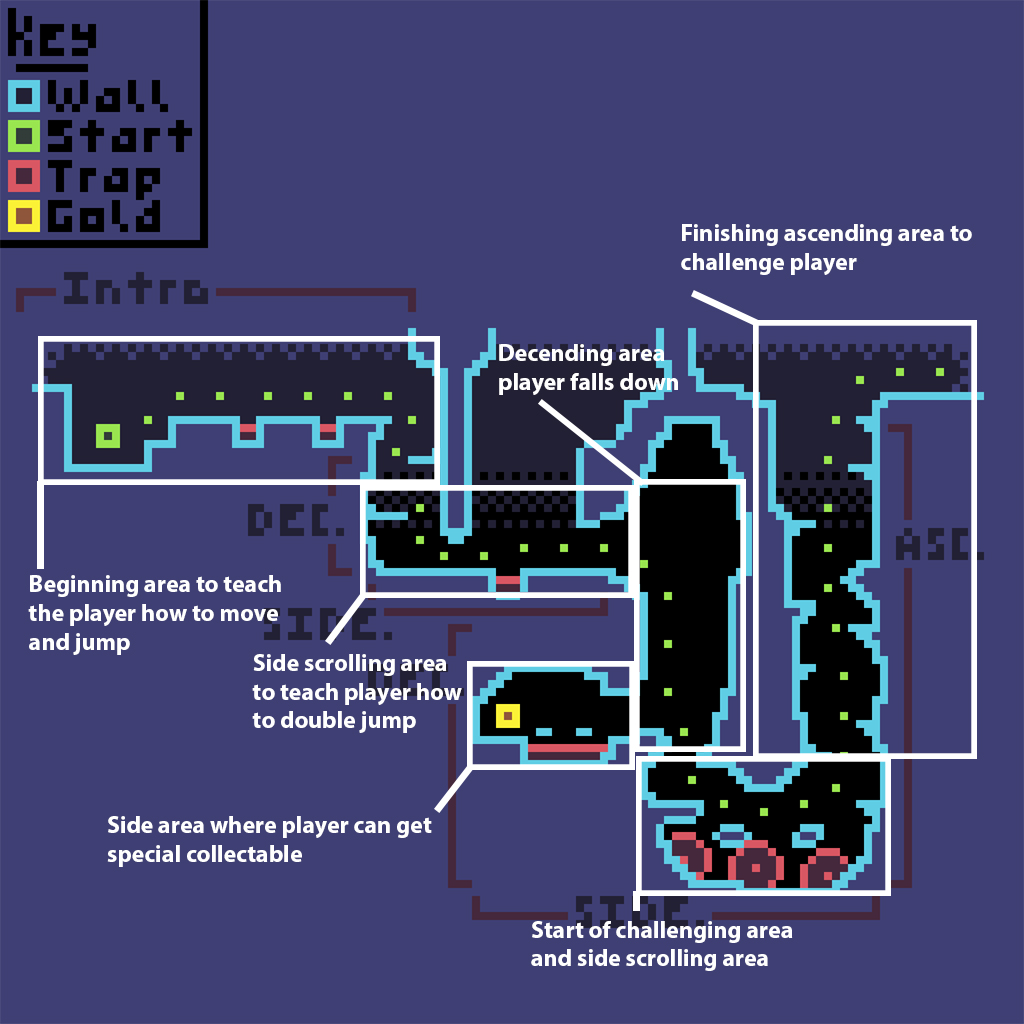 Key
Wall
Start
Trap
Gold
Finishing ascending area to
challenge player
Intro
Decending area
player falls down
DEC.
ASC.
Beginning area to teach
the player how to move
and jump
SIDE.
Side scrolling area
to teach player how
to double jump
Side area where player can get
special collectable
SIDE.
Start of challenging area
and side scrolling area